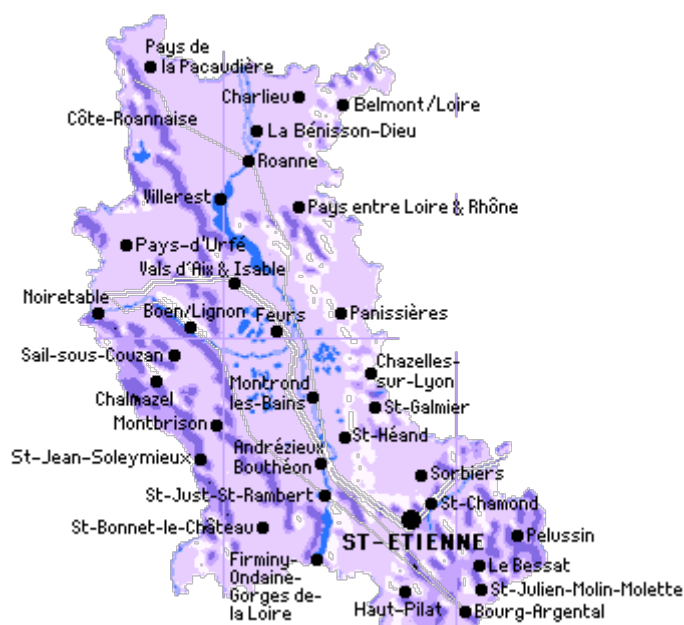 Pays de
la Pacaudière
Charlieu
Belmont/Loire
Côte-Roannaise
La Bénisson-Dieu
Roanne
Villerest
Pays entre Loire & Rhône
Pays-d'Urfé
Vals d'Aix & Isable
Noiretable
Boen/Lignon
Feurs
Panissières
Sail-sous-Couzan
Chazelles-
sur-Lyon
Chalmazel
Montrond
les-Bains
St-Galmier
Montbrison
St-Héand
Andrézieux
Bouthéon
St-Jean-Soleymieux
Sorbiers
St-Just-St-Rambert
St-Chamond
St-Bonnet-le-Château
ST-ETIENNE
Pelussin
Firminy-
Ondaine-
Gorges de-
la Loire
Le Bessat
St-Julien-Molin-Molette
Haut-Pilat
Bourg-Argental